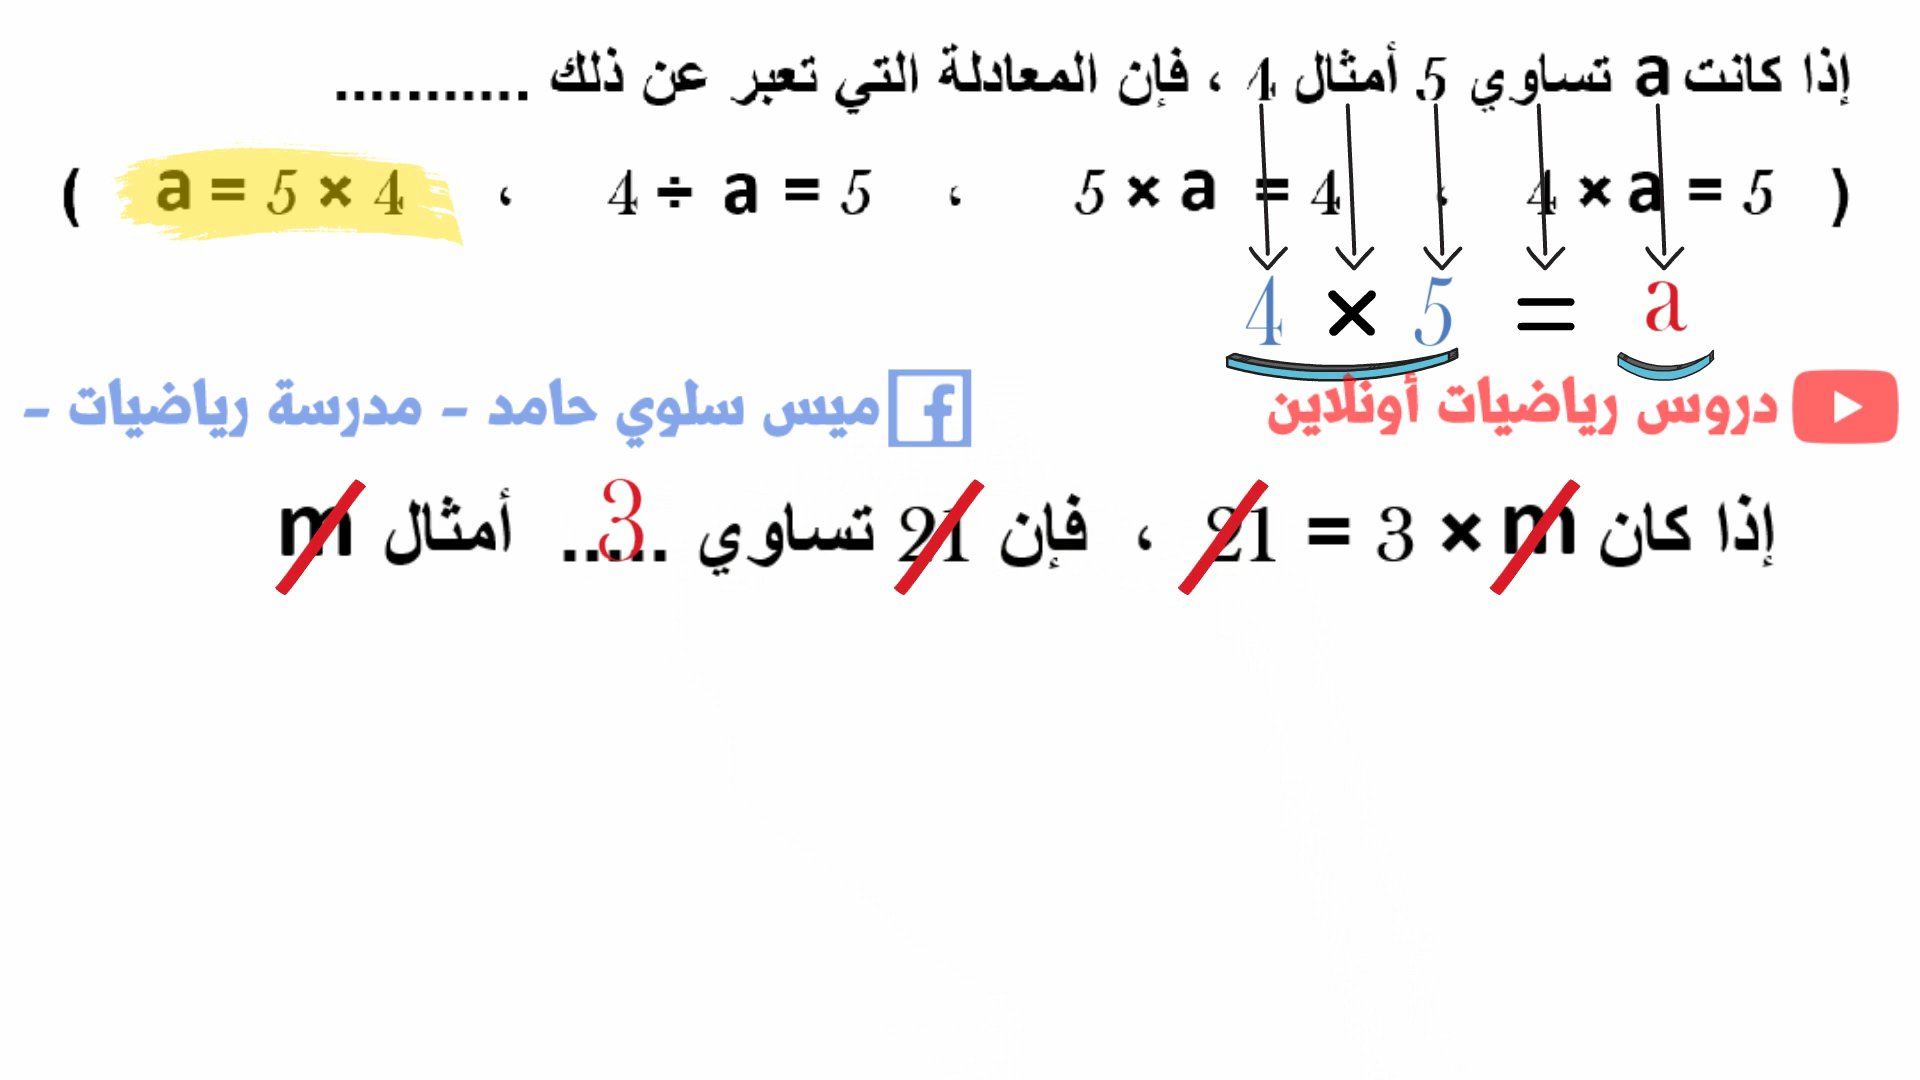 إذا كانت a تساوي 5 أمثال 4 ، فإن المعادلة التي تعبر عن ذلك ...........
( a = 5 × 4 ، 4 ÷ a = 5 ، 5 × a = 4 ، 4 × a = 5 )
4 × 5 = a
دروس رياضيات أونلاين
ميس سلوي حامد - مدرسة رياضيات -
إذا كان 21 = 3 × m ، فإن 21 تساوي ..3.. أمثال m